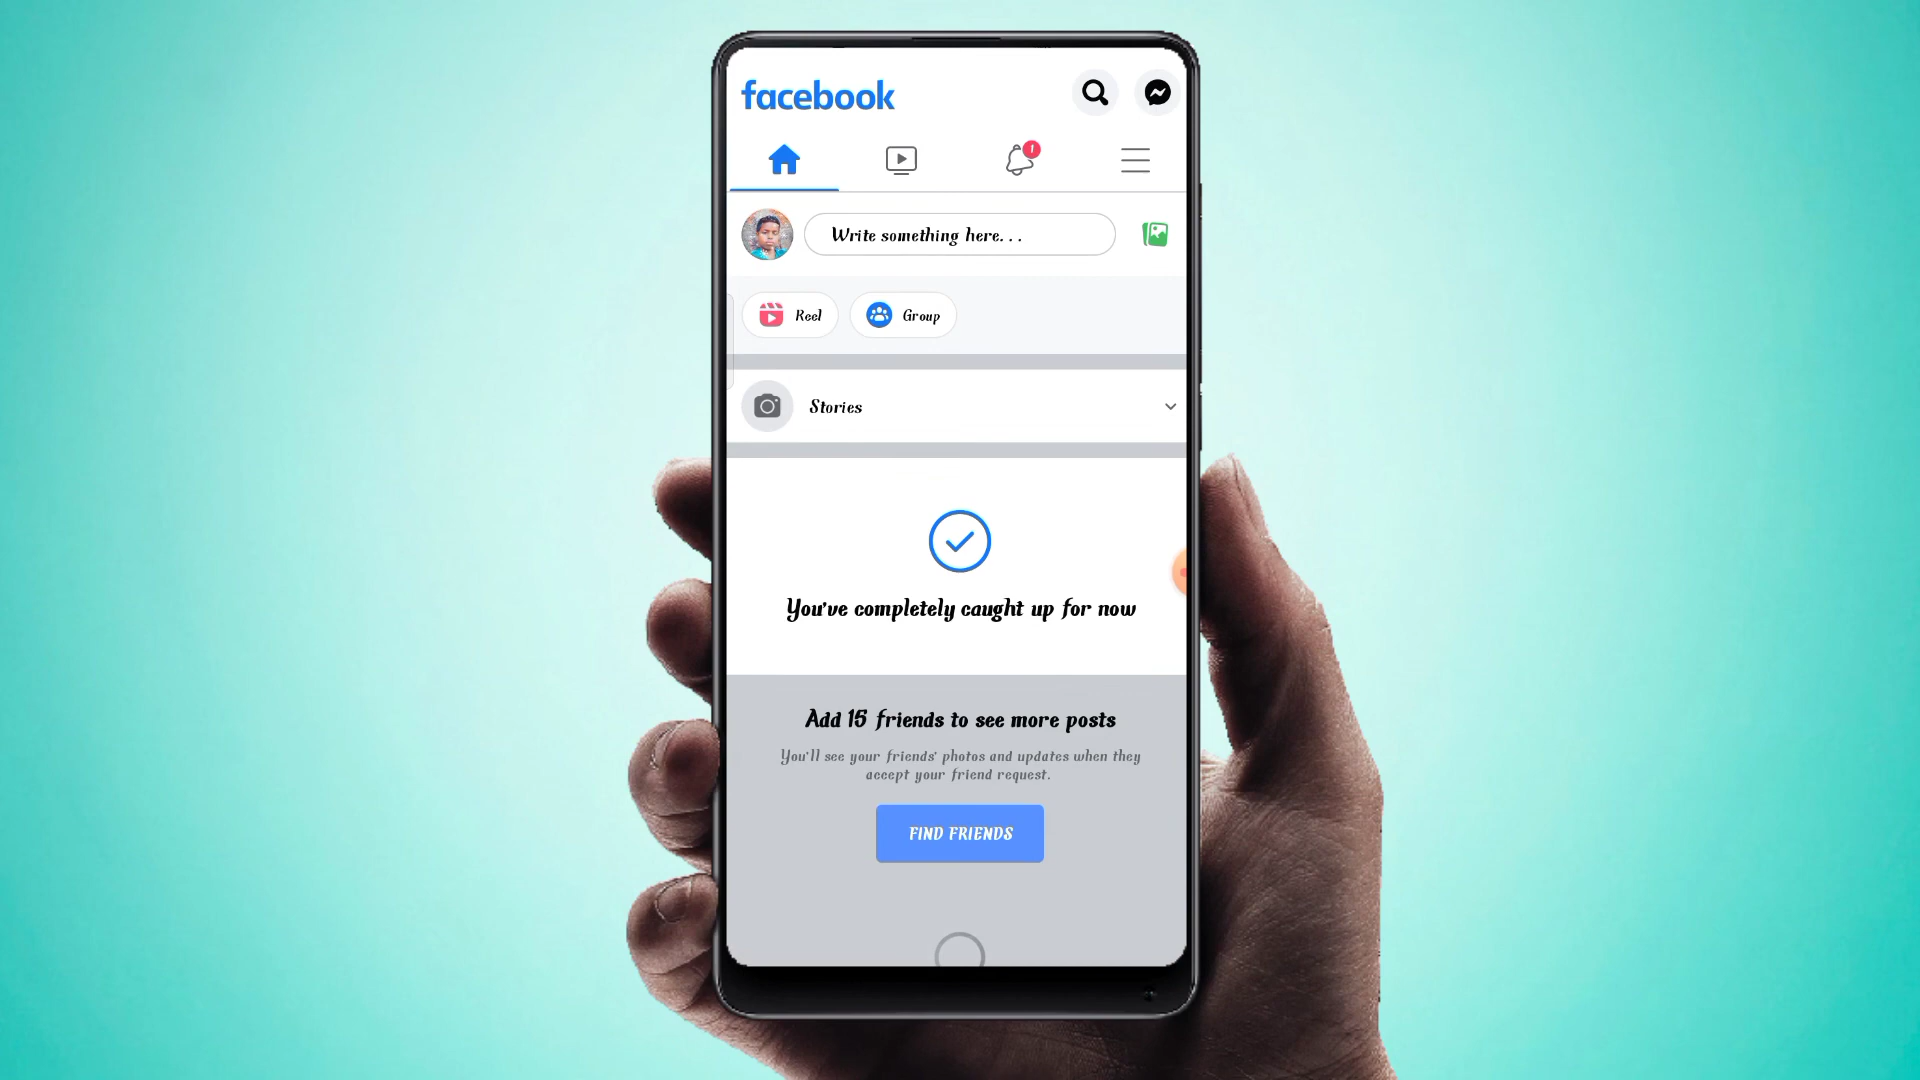 facebook
!
Write something here...
Reel
Group
Stories
You've completely caught up for now
Add 15 friends to see more posts
You'll see your friends' photos and updates when they
accept your friend request.
FIND FRIENDS